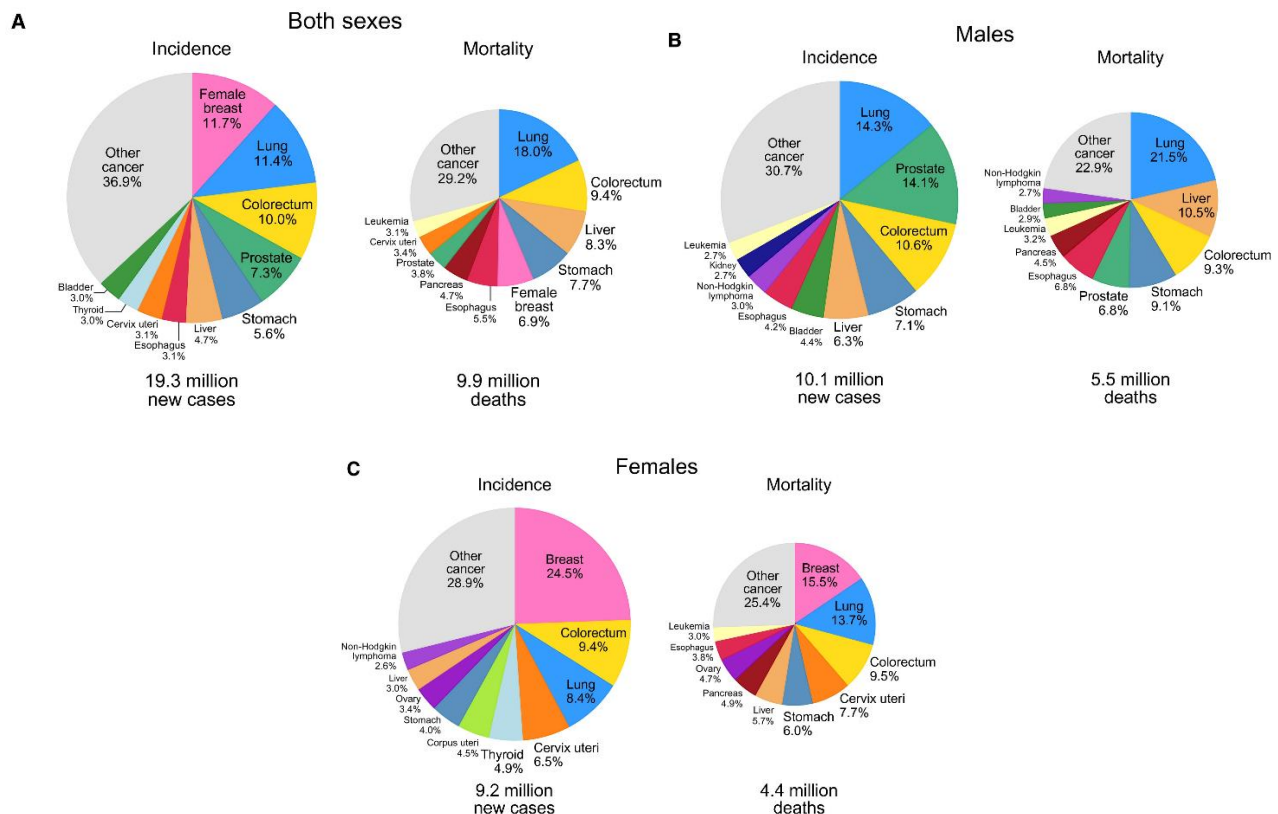 A
Both sexes
Incidence
Female
breast
11.7%
Lung
11.4%
Colorectum
10.0%
Prostate
7.3%
Stomach
5.6%
Liver
4.7%
Esophagus
3.1%
Cervix uteri
3.1%
Thyroid
3.0%
Bladder
3.0%
Other
cancer
36.9%
19.3 million
new cases
Mortality
Lung
18.0%
Colorectum
9.4%
Liver
8.3%
Stomach
7.7%
Female
breast
6.9%
Esophagus
5.5%
Pancreas
4.7%
Prostate
3.8%
Cervix uteri
3.4%
Leukemia
3.1%
Other
cancer
29.2%
9.9 million
deaths
B
Males
Incidence
Lung
14.3%
Prostate
14.1%
Colorectum
10.6%
Stomach
7.1%
Liver
6.3%
Bladder
4.4%
Esophagus
4.2%
Non-Hodgkin
lymphoma
3.0%
Kidney
2.7%
Leukemia
2.7%
Other
cancer
30.7%
10.1 million
new cases
Mortality
Lung
21.5%
Liver
10.5%
Colorectum
9.3%
Stomach
9.1%
Prostate
6.8%
Esophagus
6.8%
Pancreas
4.5%
Leukemia
3.2%
Bladder
2.9%
Non-Hodgkin
lymphoma
2.7%
Other
cancer
22.9%
5.5 million
deaths
C
Females
Incidence
Breast
24.5%
Colorectum
9.4%
Lung
8.4%
Cervix uteri
6.5%
Thyroid
4.9%
Corpus uteri
4.5%
Stomach
4.0%
Ovary
3.4%
Liver
3.0%
Non-Hodgkin
lymphoma
2.6%
Other
cancer
28.9%
9.2 million
new cases
Mortality
Breast
15.5%
Lung
13.7%
Colorectum
9.5%
Cervix uteri
7.7%
Stomach
6.0%
Liver
5.7%
Pancreas
4.9%
Ovary
4.7%
Esophagus
3.8%
Leukemia
3.0%
Other
cancer
25.4%
4.4 million
deaths